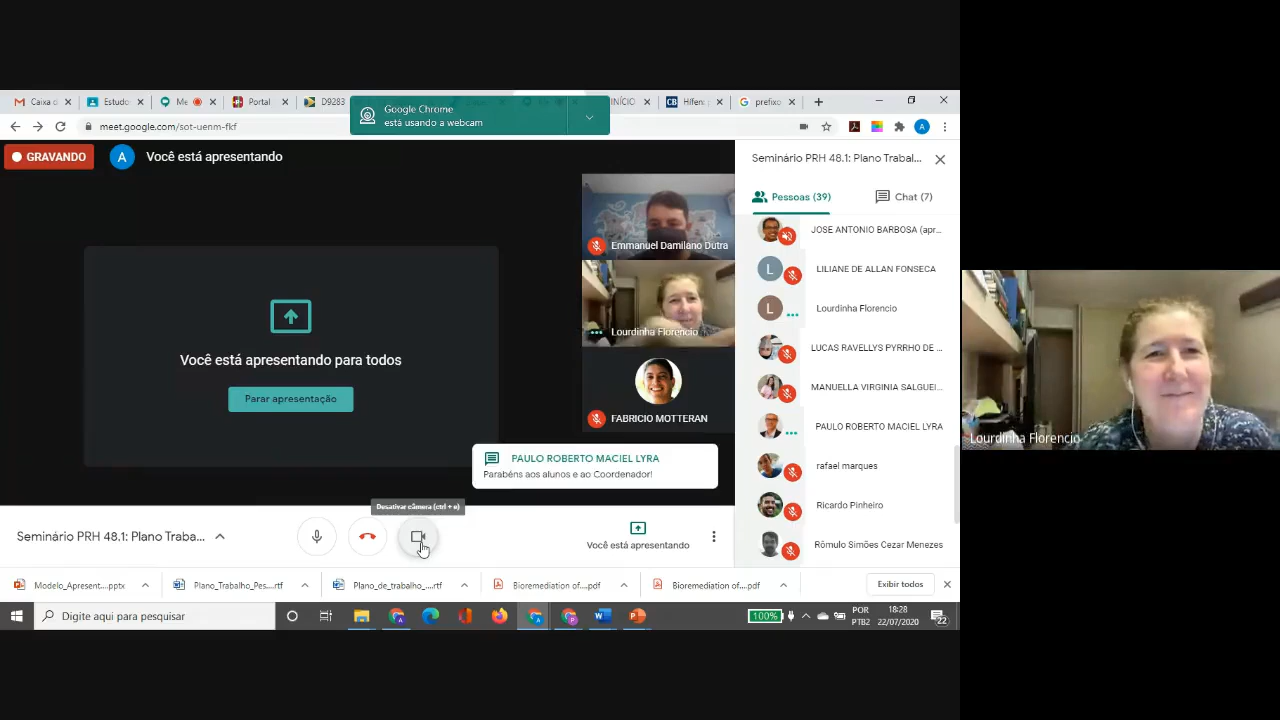 Caixa d
Estudo
Me
Portal
D9283
INÍCIO
Hífen:
prefixo
Google Chrome
está usando a webcam
meet.google.com/sot-uenm-fkf
A
GRAVANDO
A
Você está apresentando
Você está apresentando para todos
Parar apresentação
Emmanuel Damilano Dutra
Lourdinha Florencio
FABRICIO MOTTERAN
PAULO ROBERTO MACIEL LYRA
Parabéns aos alunos e ao Coordenador!
Desativar câmera (ctrl + e)
Seminário PRH 48.1: Plano Traba...
Você está apresentando
Seminário PRH 48.1: Plano Trabal...
Pessoas (39)
Chat (7)
JOSE ANTONIO BARBOSA (apr...
L
LILIANE DE ALLAN FONSECA
L
Lourdinha Florencio
LUCAS RAVELLYS PYRRHO DE ...
MANUELLA VIRGINIA SALGUEI...
PAULO ROBERTO MACIEL LYRA
rafael marques
Ricardo Pinheiro
Rômulo Simões Cezar Menezes
Modelo_Apresent....pptx
Plano_Trabalho_Pes....rtf
Plano_de_trabalho_....rtf
Bioremediation of....pdf
Bioremediation of....pdf
Exibir todos
Digite aqui para pesquisar
100%
POR
PTB2
18:28
22/07/2020
22
Lourdinha Florencio